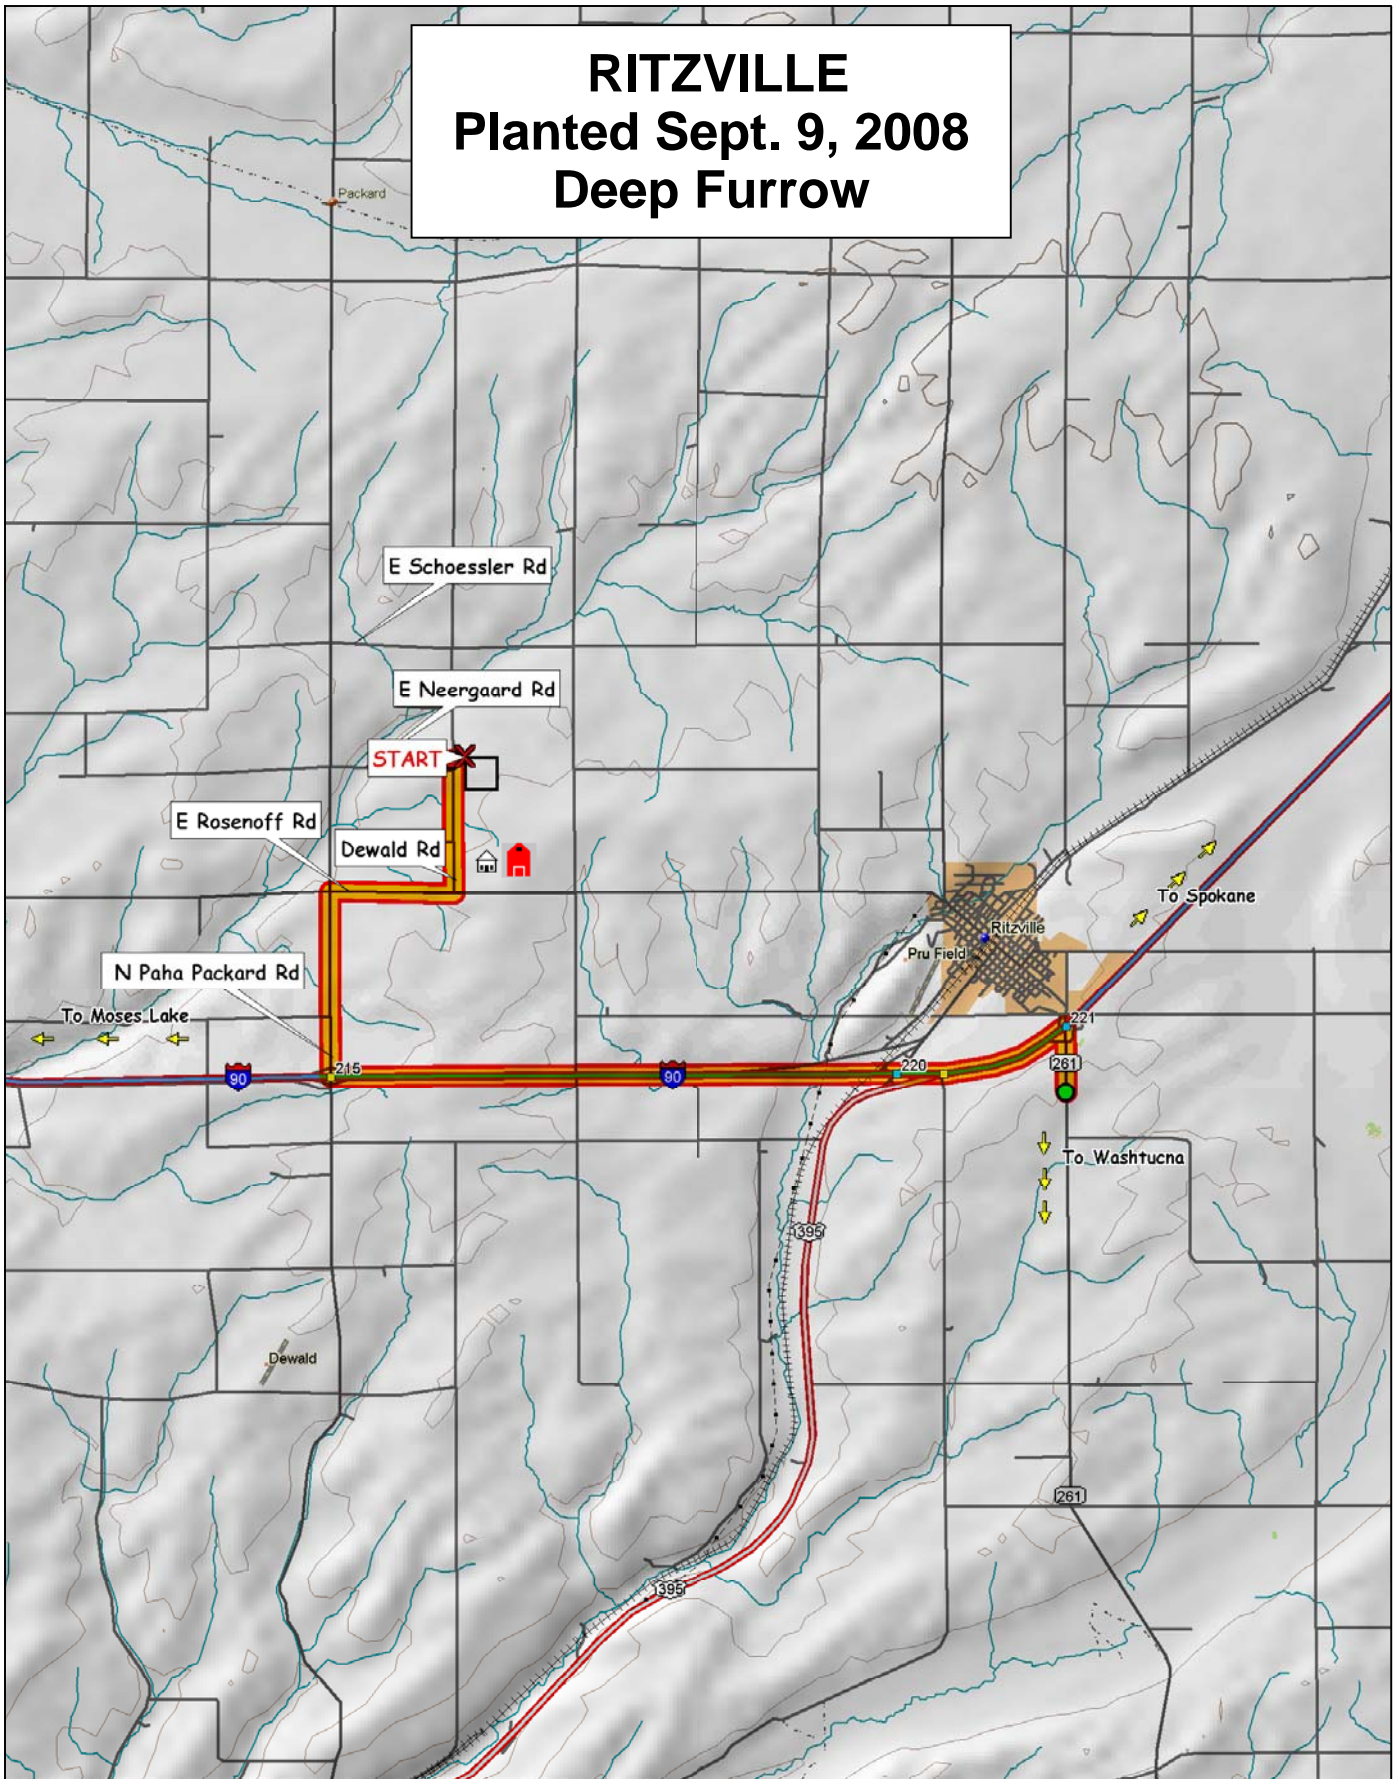 RITZVILLE
Planted Sept. 9, 2008
Deep Furrow
Packard
E Schoessler Rd
E Neergaard Rd
START
E Rosenoff Rd
Dewald Rd
To Spokane
Ritzville
Pru Field
N Paha Packard Rd
To Moses Lake
221
215
220
261
90
90
To Washtucna
395
Dewald
261
395